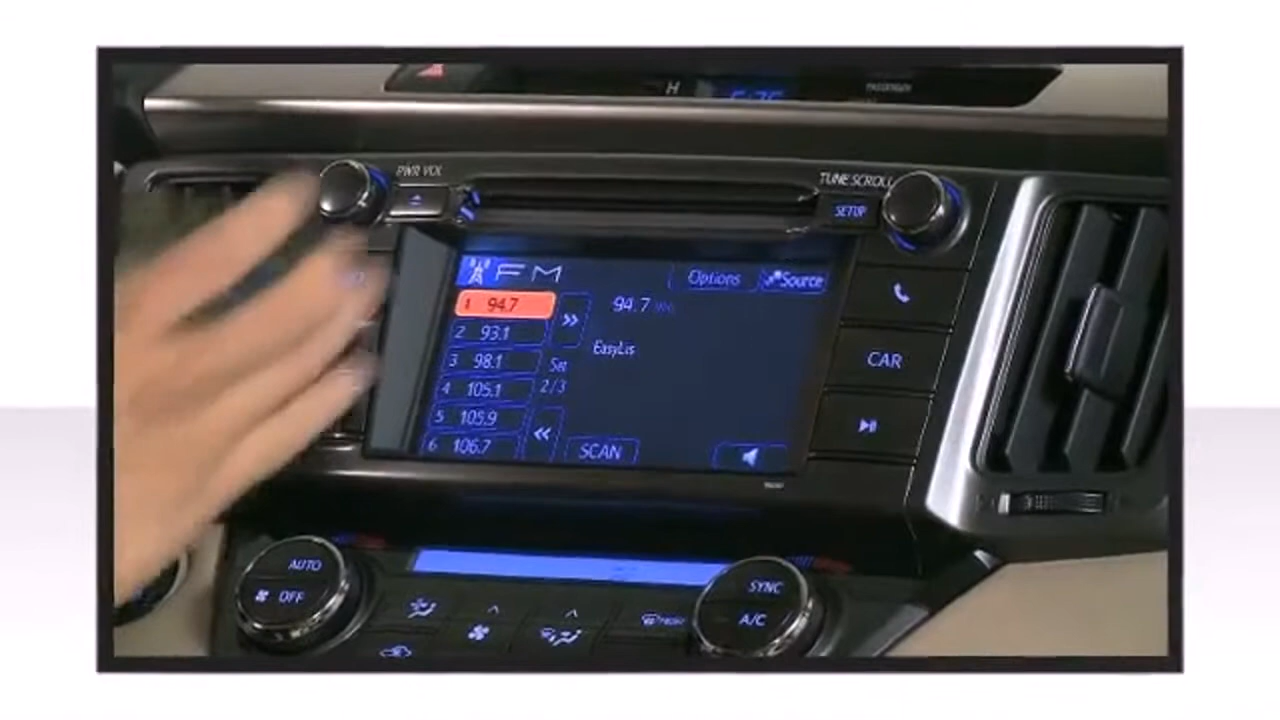 H
PWR VOL
TUNE SCROLL
SETUP
FM
Options
Source
1 94.7
94.7
2 93.1
EasyLis
3 98.1
Set
2/3
4 105.1
5 105.9
6 106.7
SCAN
CAR
AUTO
OFF
SYNC
A/C